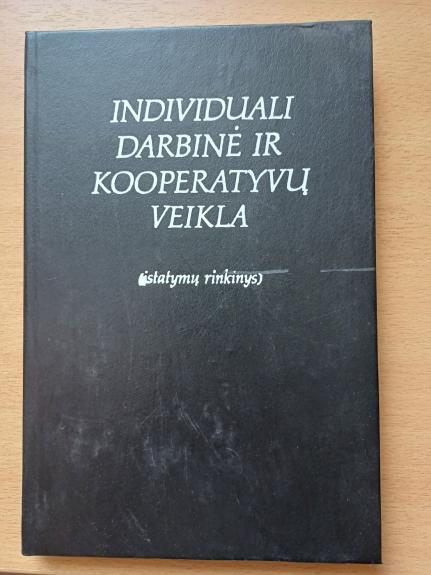 INDIVIDUALI
DARBINĖ IR
KOOPERATYVŲ
VEIKLA
(įstatymų rinkinys)